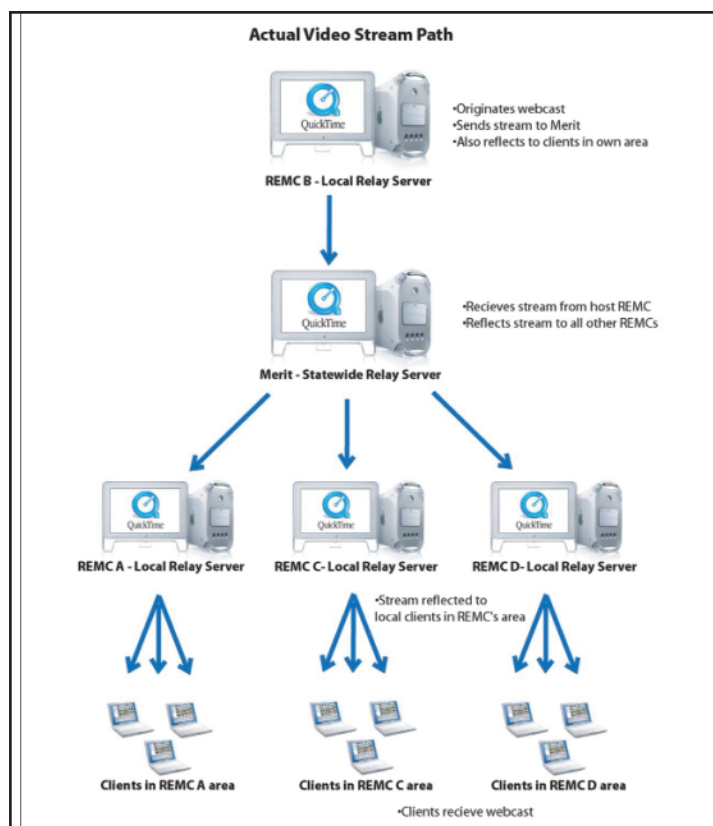 Actual Video Stream Path
QuickTime
•Originates webcast
•Sends stream to Merit
•Also reflects to clients in own area
REMC B - Local Relay Server
QuickTime
•Recieves stream from host REMC
•Reflects stream to all other REMCs
Merit - Statewide Relay Server
QuickTime
QuickTime
QuickTime
REMC A - Local Relay Server
REMC C- Local Relay Server
REMC D- Local Relay Server
•Stream reflected to
local clients in REMC's area
Clients in REMC A area
Clients in REMC C area
Clients in REMC D area
•Clients recieve webcast